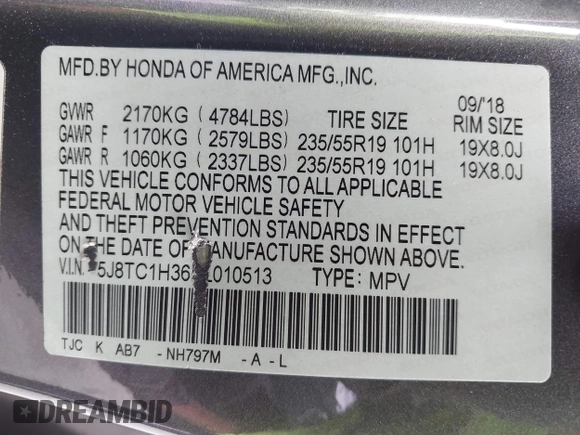 MFD.BY HONDA OF AMERICA MFG.,INC.
09/'18
GVWR 2170KG (4784LBS) TIRE SIZE RIM SIZE
GAWR F 1170KG (2579LBS) 235/55R19 101H 19X8.0J
GAWR R 1060KG (2337LBS) 235/55R19 101H 19X8.0J
THIS VEHICLE CONFORMS TO ALL APPLICABLE
FEDERAL MOTOR VEHICLE SAFETY
AND THEFT PREVENTION STANDARDS IN EFFECT
ON THE DATE OF MANUFACTURE SHOWN ABOVE.
V.I.N. 5J8TC1H36 L010513 TYPE: MPV
TJC K AB7 -NH797M -A-L
DREAMBID